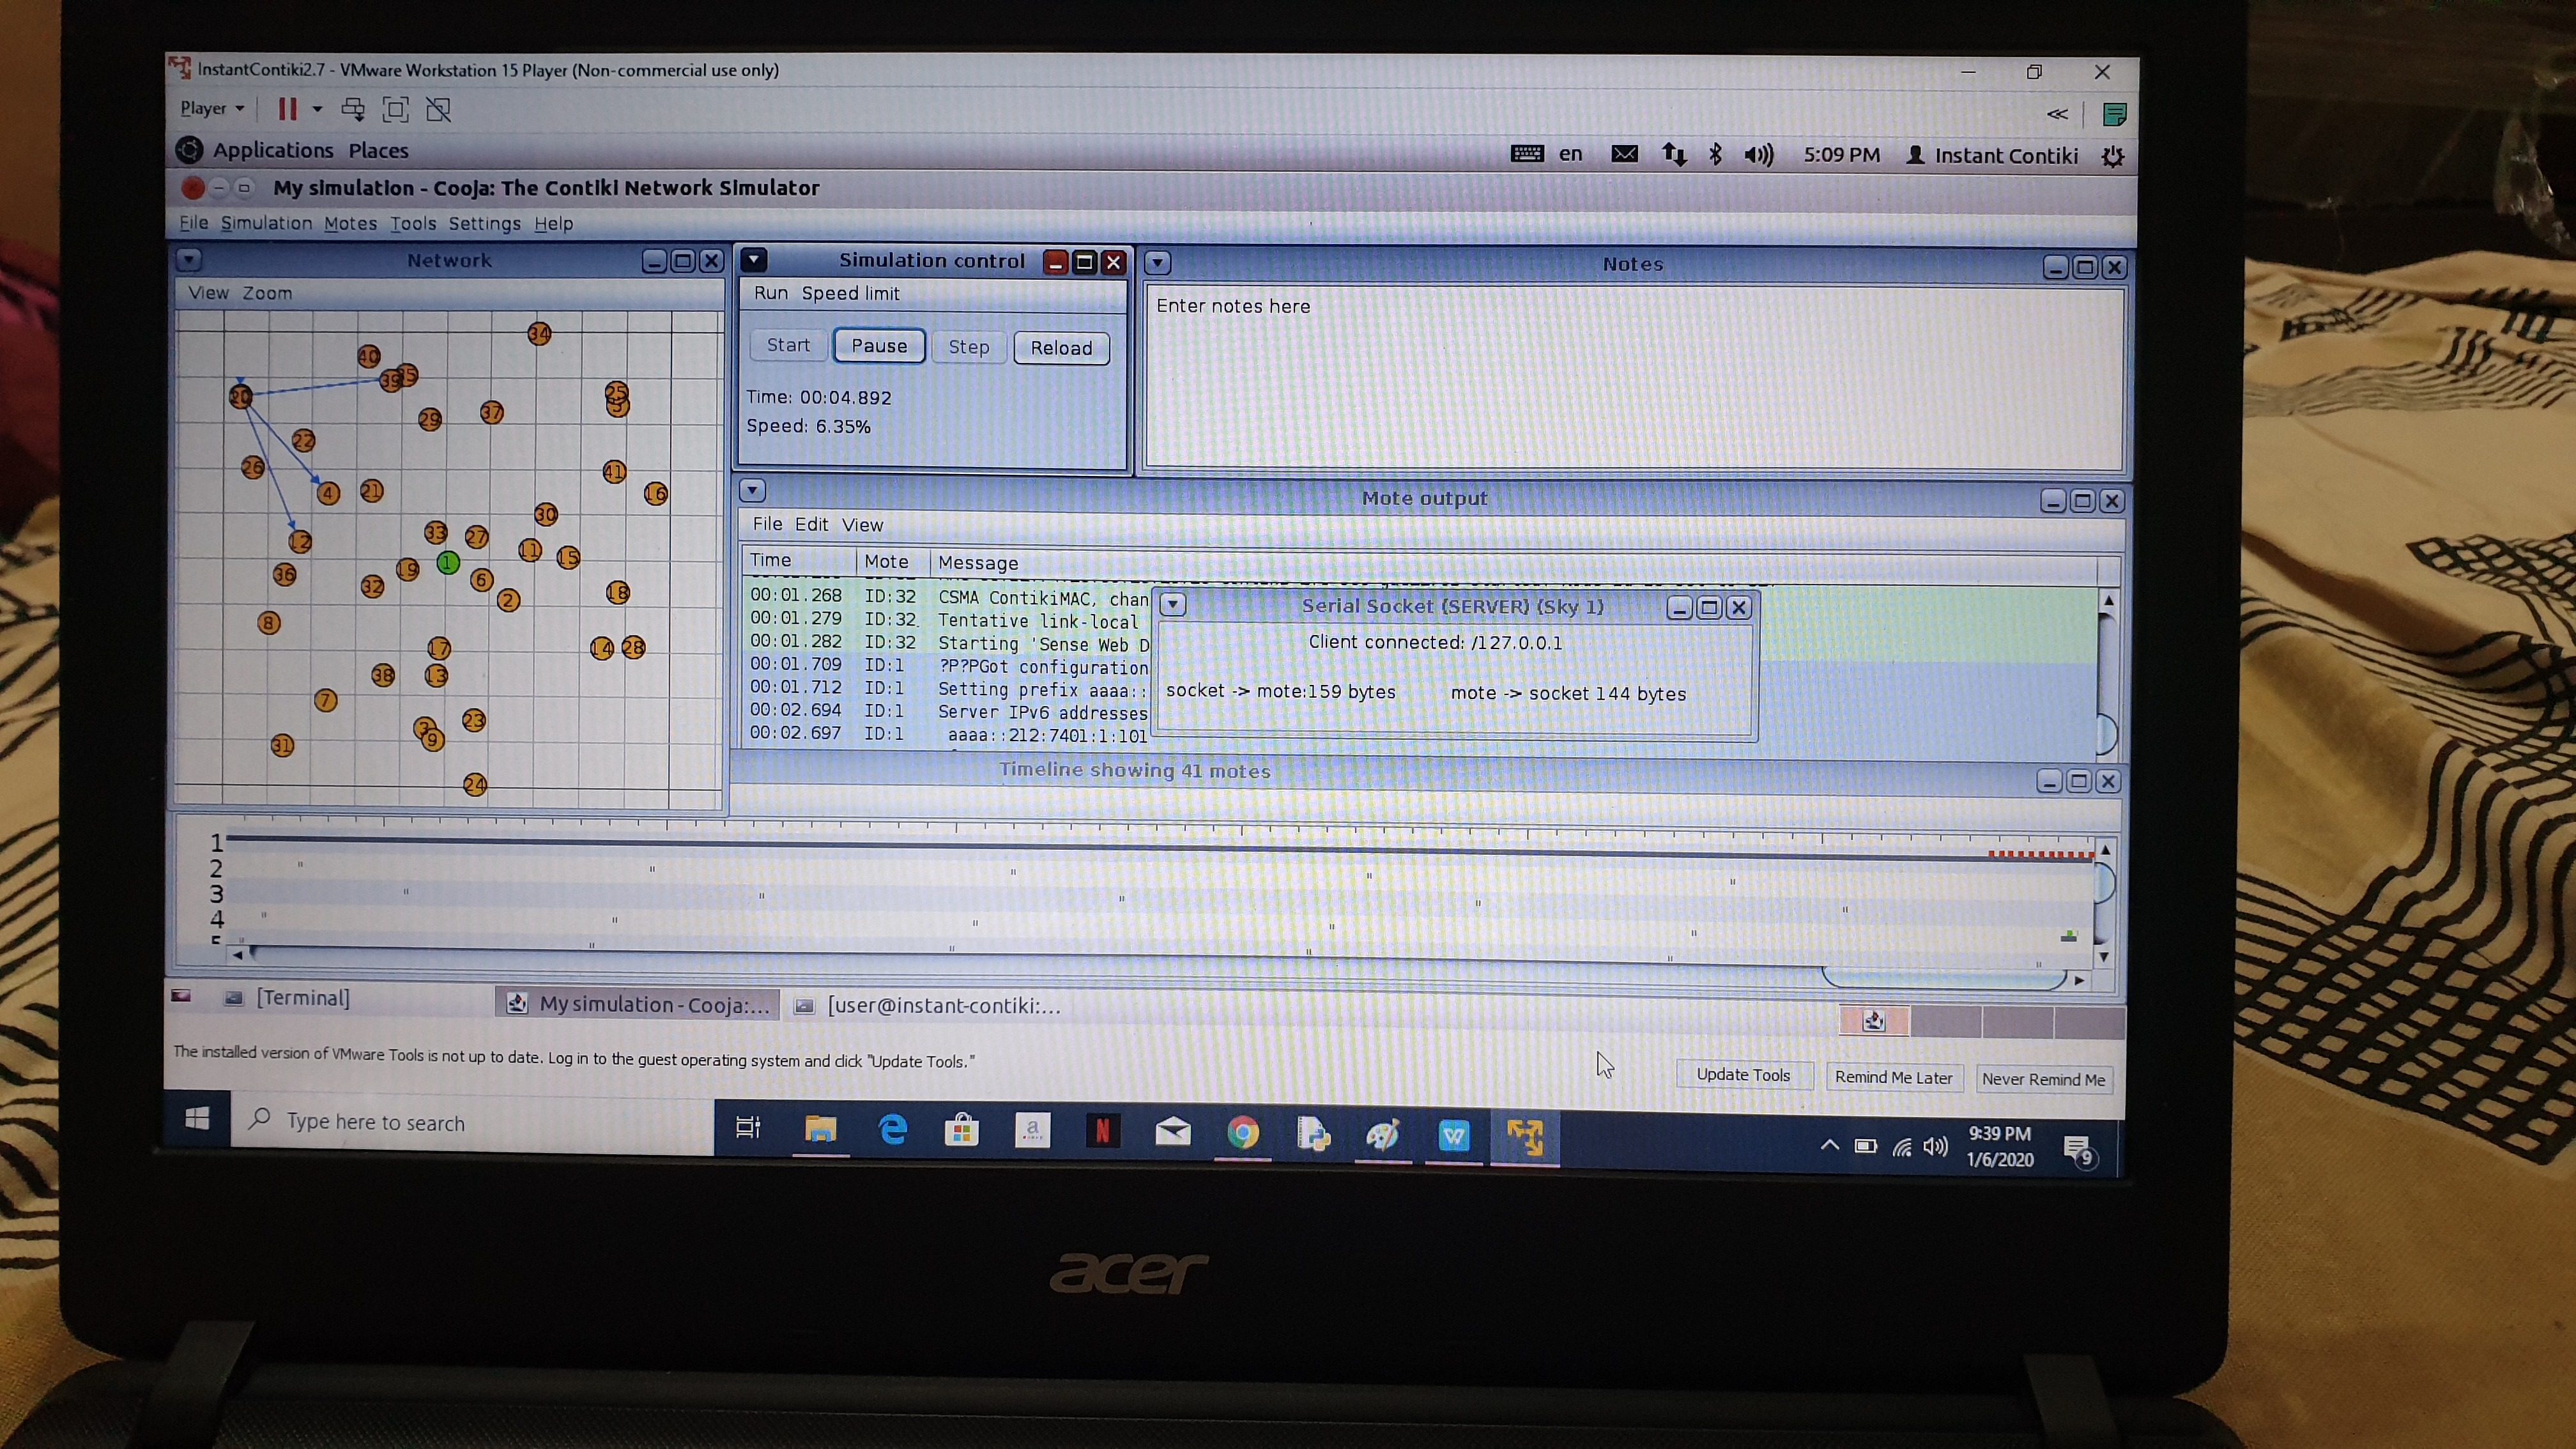 InstantContiki2.7 - VMware Workstation 15 Player (Non-commercial use only)
Player
Applications Places
en
5:09 PM
Instant Contiki
My simulation - Cooja: The Contiki Network Simulator
File Simulation Motes Tools Settings Help
Network
View Zoom
34
40
39
20
25
29
37
22
26
41
4
21
16
30
33
27
12
11
15
1
19
36
6
32
2
18
8
17
14
28
38
13
7
3
23
9
31
24
Simulation control
Run Speed limit
Start
Pause
Step
Reload
Time: 00:04.892
Speed: 6.35%
Notes
Enter notes here
Mote output
File Edit View
Time Mote Message
00:01.268 ID:32 CSMA ContikiMAC, chan
00:01.279 ID:32 Tentative link-local
00:01.282 ID:32 Starting 'Sense Web D
00:01.709 ID:1 ?P?PGot configuration
00:01.712 ID:1 Setting prefix aaaa::
00:02.694 ID:1 Server IPv6 addresses
00:02.697 ID:1 aaaa::212:7401:1:101
Serial Socket (SERVER) (Sky 1)
Client connected: /127.0.0.1
socket -> mote:159 bytes
mote -> socket 144 bytes
Timeline showing 41 motes
1
2
3
4
5
[Terminal]
My simulation - Cooja:...
[user@instant-contiki:...
The installed version of VMware Tools is not up to date. Log in to the guest operating system and click "Update Tools."
Update Tools
Remind Me Later
Never Remind Me
Type here to search
a
N
W
9:39 PM
1/6/2020
9
acer